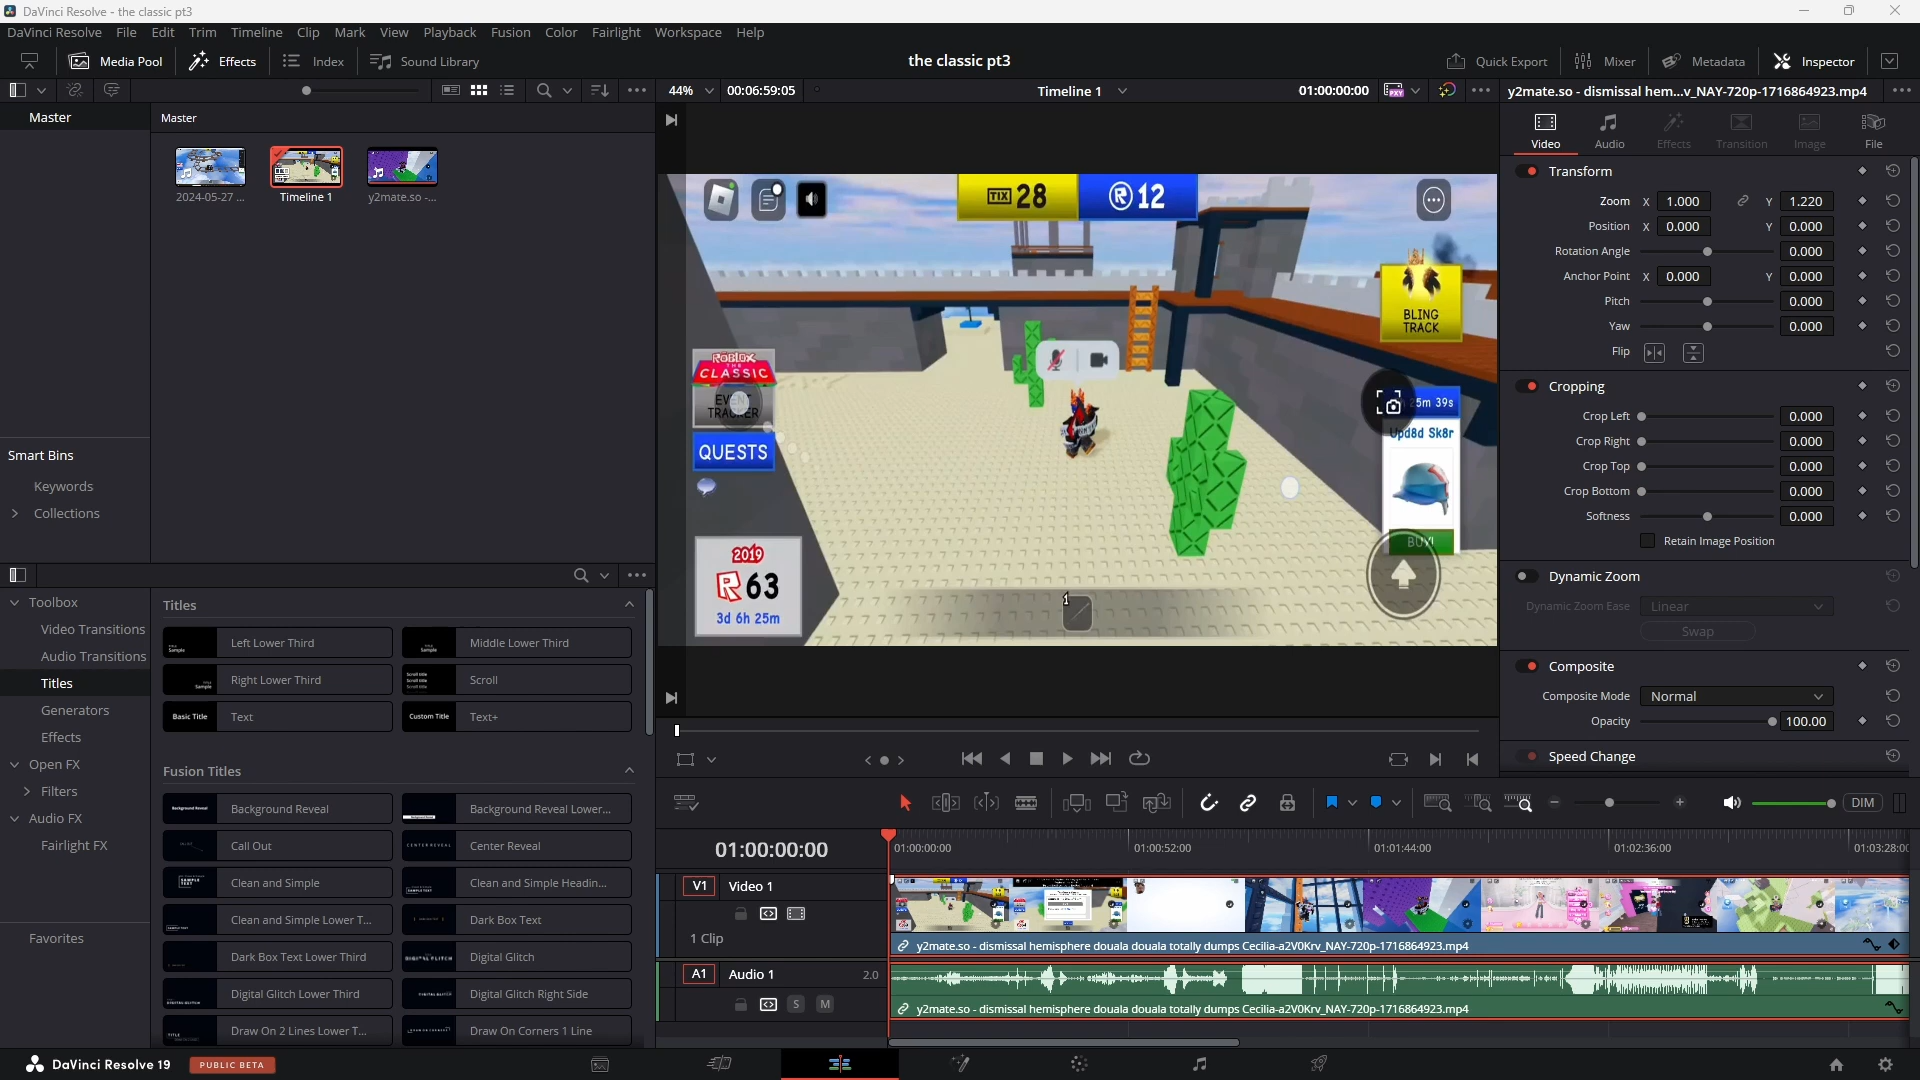 DaVinci Resolve - the classic pt3
DaVinci Resolve File Edit Trim Timeline Clip Mark View Playback Fusion Color Fairlight Workspace Help
Media Pool Effects Index Sound Library
the classic pt3
Quick Export Mixer Metadata Inspector
44% 00:06:59:05 Timeline 1 01:00:00:00
y2mate.so - dismissal hem...v_NAY-720p-1716864923.mp4
Master
Master
2024-05-27 ... Timeline 1 y2mate.so -...
Smart Bins
Keywords
Collections
Toolbox
Video Transitions
Audio Transitions
Titles
Generators
Effects
Open FX
Filters
Audio FX
Fairlight FX
Favorites
Titles
Left Lower Third Middle Lower Third
Right Lower Third Scroll
Basic Title Text Custom Title Text+
Fusion Titles
Background Reveal Background Reveal Lower...
Call Out Center Reveal
Clean and Simple Clean and Simple Headin...
Clean and Simple Lower T... Dark Box Text
Dark Box Text Lower Third Digital Glitch
Digital Glitch Lower Third Digital Glitch Right Side
Draw On 2 Lines Lower T... Draw On Corners 1 Line
TIX 28 R 12
BLING
TRACK
ROBLOX
THE
CLASSIC
EVENT
TRACKER
QUESTS
25m 39s
Upd8d Sk8r
BUY!
2019
63
3d 6h 25m
1
Video Audio Effects Transition Image File
Transform
Zoom X 1.000 Y 1.220
Position X 0.000 Y 0.000
Rotation Angle 0.000
Anchor Point X 0.000 Y 0.000
Pitch 0.000
Yaw 0.000
Flip
Cropping
Crop Left 0.000
Crop Right 0.000
Crop Top 0.000
Crop Bottom 0.000
Softness 0.000
Retain Image Position
Dynamic Zoom
Dynamic Zoom Ease Linear
Swap
Composite
Composite Mode Normal
Opacity 100.00
Speed Change
DIM
01:00:00:00
01:00:00:00 01:00:52:00 01:01:44:00 01:02:36:00 01:03:28:00
V1 Video 1
1 Clip
y2mate.so - dismissal hemisphere douala douala totally dumps Cecilia-a2V0Krv_NAY-720p-1716864923.mp4
A1 Audio 1 2.0
S M
y2mate.so - dismissal hemisphere douala douala totally dumps Cecilia-a2V0Krv_NAY-720p-1716864923.mp4
DaVinci Resolve 19 PUBLIC BETA